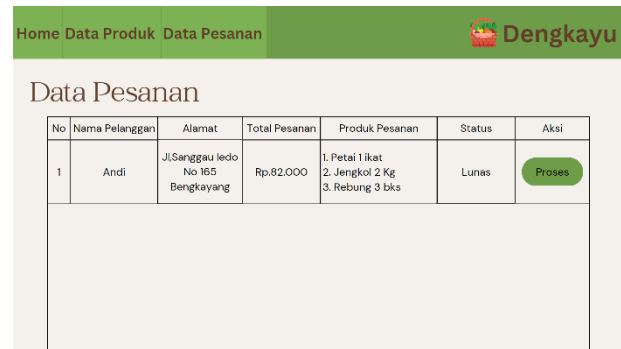 Home Data Produk Data Pesanan Dengkayu
Data Pesanan
No Nama Pelanggan Alamat Total Pesanan Produk Pesanan Status Aksi
1 Andi Jl,Sanggau ledo No 165 Bengkayang Rp.82.000 1. Petai 1 ikat
2. Jengkol 2 Kg
3. Rebung 3 bks
Lunas Proses